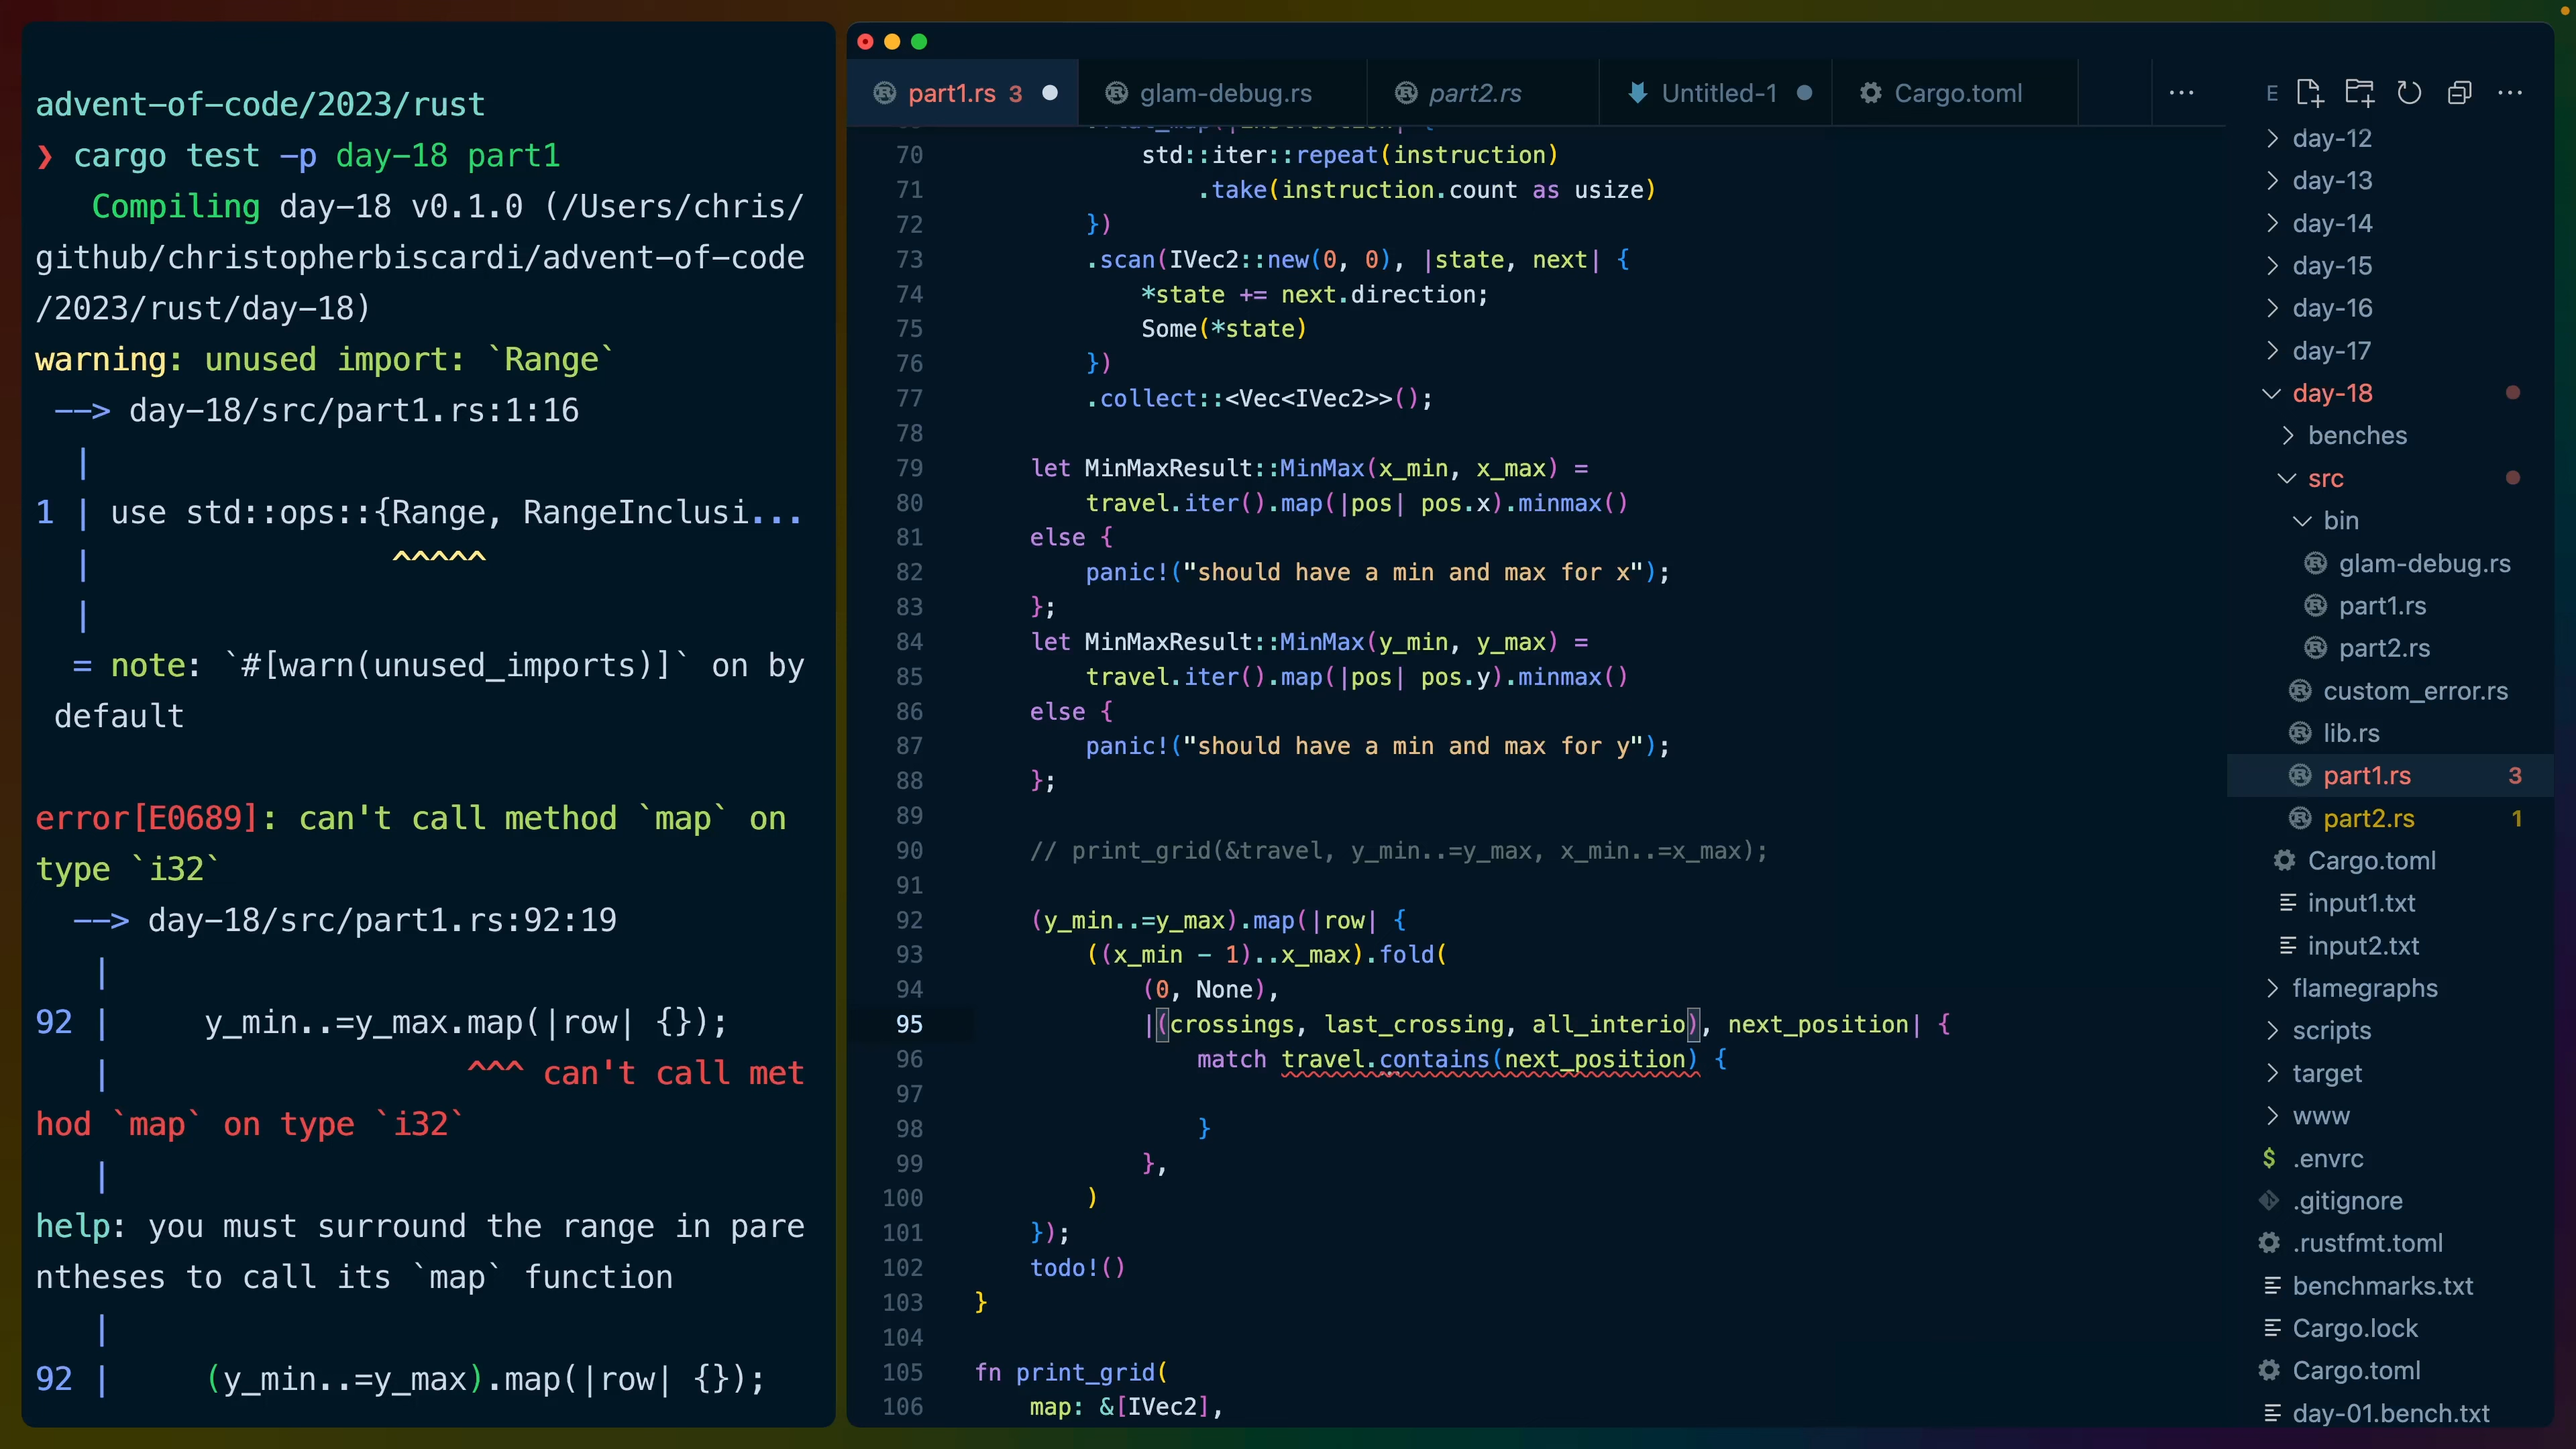 advent-of-code/2023/rust
❯ cargo test -p day-18 part1
Compiling day-18 v0.1.0 (/Users/chris/
github/christopherbiscardi/advent-of-code
/2023/rust/day-18)
warning: unused import: `Range`
--> day-18/src/part1.rs:1:16
|
1 | use std::ops::{Range, RangeInclusi...
| ^^^^^
|
= note: `#[warn(unused_imports)]` on by
default
error[E0689]: can't call method `map` on
type `i32`
--> day-18/src/part1.rs:92:19
|
92 | y_min..=y_max.map(|row| {});
| ^^^ can't call met
hod `map` on type `i32`
|
help: you must surround the range in pare
ntheses to call its `map` function
|
92 | (y_min..=y_max).map(|row| {});
part1.rs 3
glam-debug.rs
part2.rs
Untitled-1
Cargo.toml
...
70 std::iter::repeat(instruction)
71 .take(instruction.count as usize)
72 })
73 .scan(IVec2::new(0, 0), |state, next| {
74 *state += next.direction;
75 Some(*state)
76 })
77 .collect::<Vec<IVec2>>();
78
79 let MinMaxResult::MinMax(x_min, x_max) =
80 travel.iter().map(|pos| pos.x).minmax()
81 else {
82 panic!("should have a min and max for x");
83 };
84 let MinMaxResult::MinMax(y_min, y_max) =
85 travel.iter().map(|pos| pos.y).minmax()
86 else {
87 panic!("should have a min and max for y");
88 };
89
90 // print_grid(&travel, y_min..=y_max, x_min..=x_max);
91
92 (y_min..=y_max).map(|row| {
93 ((x_min - 1)..x_max).fold(
94 (0, None),
95 |(crossings, last_crossing, all_interio), next_position| {
96 match travel.contains(next_position) {
97
98 }
99 },
100 )
101 });
102 todo!()
103 }
104
105 fn print_grid(
106 map: &[IVec2],
E
...
day-12
day-13
day-14
day-15
day-16
day-17
day-18
benches
src
bin
glam-debug.rs
part1.rs
part2.rs
custom_error.rs
lib.rs
part1.rs 3
part2.rs 1
Cargo.toml
input1.txt
input2.txt
flamegraphs
scripts
target
www
$ .envrc
.gitignore
.rustfmt.toml
benchmarks.txt
Cargo.lock
Cargo.toml
day-01.bench.txt